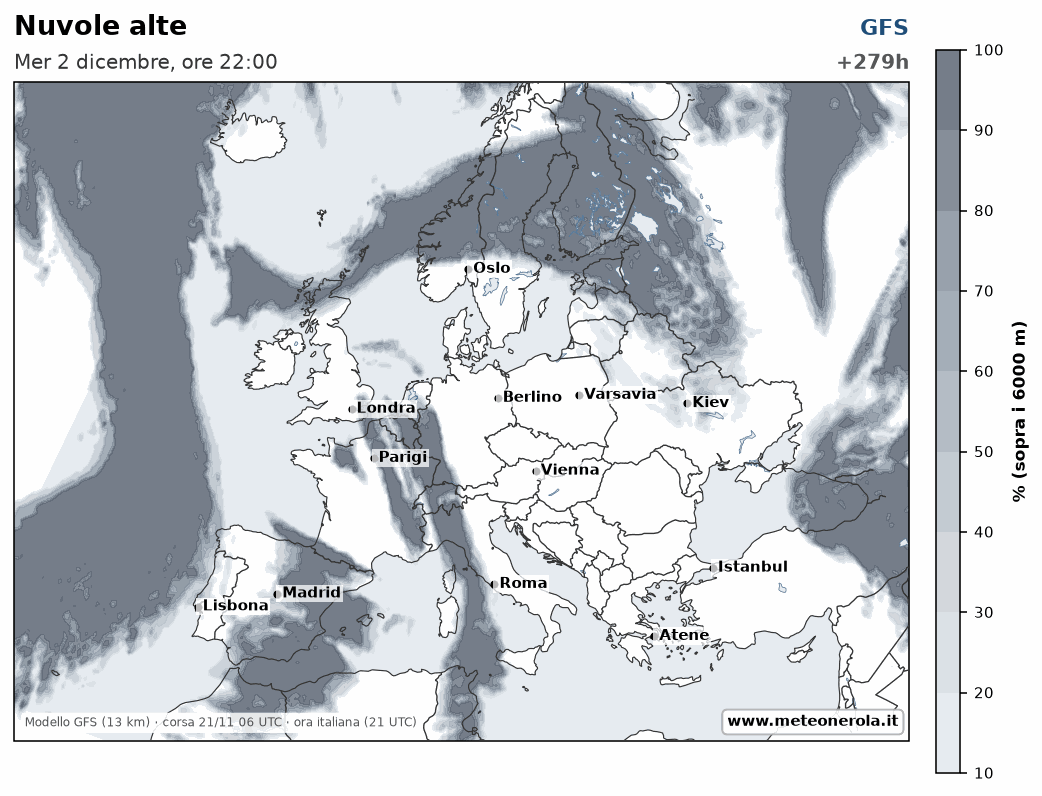 Nuvole alte
GFS
Mer 2 dicembre, ore 22:00
+279h
100
90
80
70
60
50
40
30
20
10
% (sopra i 6000 m)
Oslo
Londra
Berlino
Varsavia
Kiev
Parigi
Vienna
Istanbul
Roma
Madrid
Lisbona
Atene
Modello GFS (13 km) · corsa 21/11 06 UTC · ora italiana (21 UTC)
www.meteonerola.it